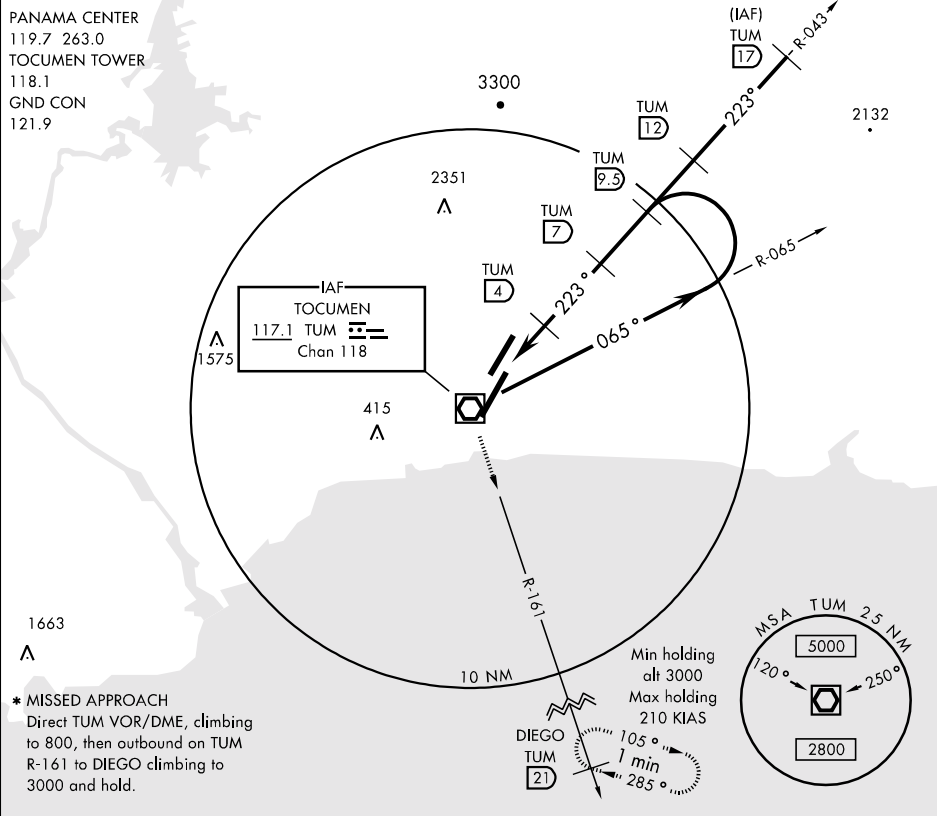 PANAMA CENTER
119.7 263.0
TOCUMEN TOWER
118.1
GND CON
121.9
(IAF)
TUM
17
R-043
3300
223°
2132
TUM
12
TUM
9.5
2351
TUM
7
R-065
TUM
4
223°
IAF
TOCUMEN
117.1 TUM
Chan 118
065°
1575
415
R-161
1663
10 NM
Min holding
alt 3000
Max holding
210 KIAS
MSA TUM 25 NM
5000
120°
250°
2800
* MISSED APPROACH
Direct TUM VOR/DME, climbing
to 800, then outbound on TUM
R-161 to DIEGO climbing to
3000 and hold.
DIEGO
TUM
21
105°
1 min
285°